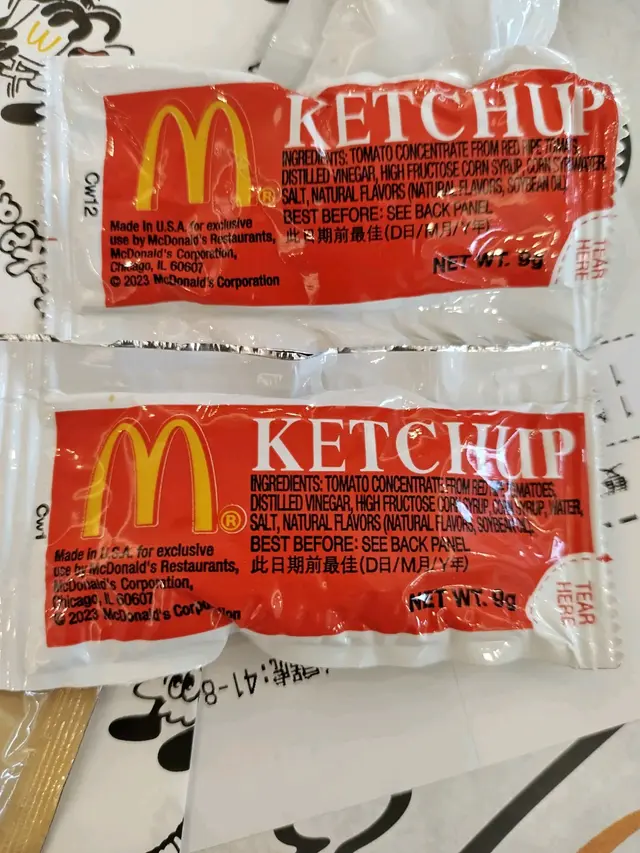 KETCHUP
INGREDIENTS: TOMATO CONCENTRATE FROM RED RIPE
DISTILLED VINEGAR, HIGH FRUCTOSE CORN SYRUP, CORN SYRUP, WATER,
SALT, NATURAL FLAVORS (NATURAL FLAVORS, SOYBEAN OIL)
BEST BEFORE: SEE BACK PANEL
此日期前最佳(D日/M月/Y年)
NET WT. 9g
TEAR
HERE
CW12
M®
Made in U.S.A. for exclusive
use by McDonald's Restaurants,
McDonald's Corporation,
Chicago, IL 60607
© 2023 McDonald's Corporation
KETCHUP
INGREDIENTS: TOMATO CONCENTRATE FROM RED RIPE TOMATOES,
DISTILLED VINEGAR, HIGH FRUCTOSE CORN SYRUP, CORN SYRUP, WATER,
SALT, NATURAL FLAVORS (NATURAL FLAVORS, SOYBEAN OIL),
BEST BEFORE: SEE BACK PANEL
此日期前最佳(D日/M月/Y年)
NET WT. 9g
TEAR
HERE
CW1
M®
Made in U.S.A. for exclusive
use by McDonald's Restaurants,
McDonald's Corporation,
Chicago, IL 60607
© 2023 McDonald's Corporation
:41-8